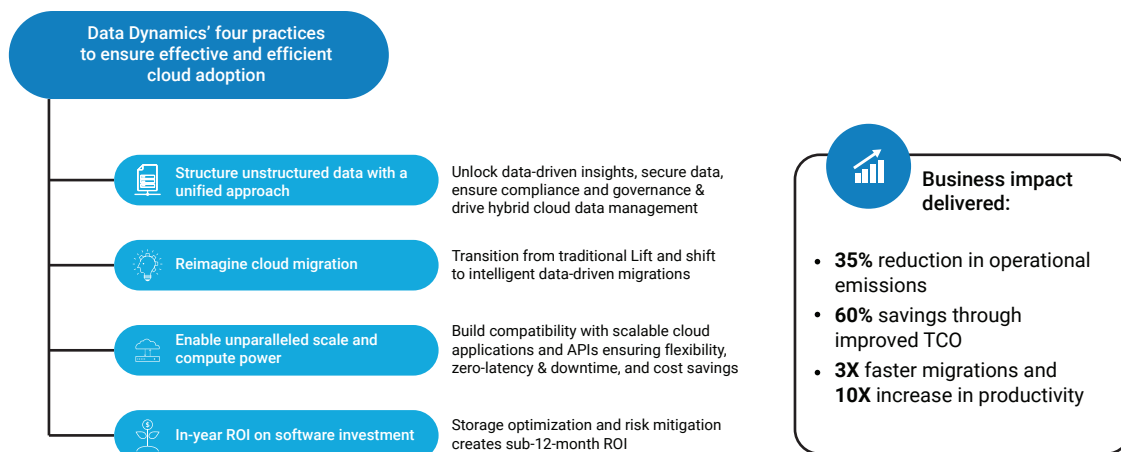 Data Dynamics' four practices
to ensure effective and efficient
cloud adoption
Structure unstructured data with a
unified approach
Unlock data-driven insights, secure data,
ensure compliance and governance &
drive hybrid cloud data management
Reimagine cloud migration
Transition from traditional Lift and shift
to intelligent data-driven migrations
Enable unparalleled scale and
compute power
Build compatibility with scalable cloud
applications and APIs ensuring flexibility,
zero-latency & downtime, and cost savings
$
In-year ROI on software investment
Storage optimization and risk mitigation
creates sub-12-month ROI
Business impact
delivered:
• 35% reduction in operational
emissions
• 60% savings through
improved TCO
• 3X faster migrations and
10X increase in productivity